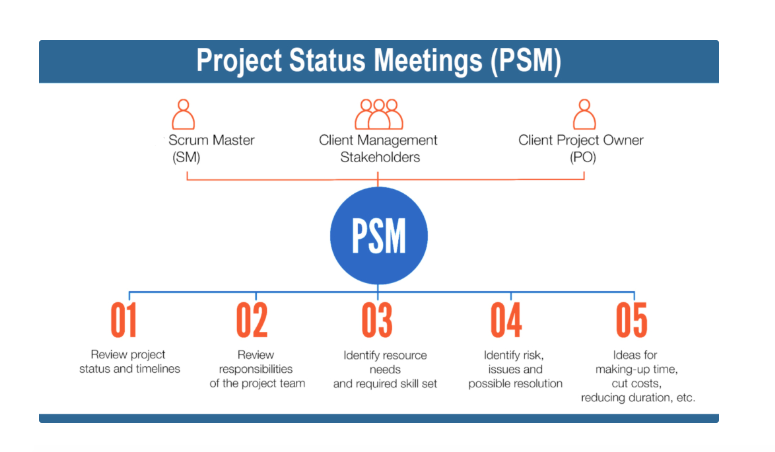 Project Status Meetings (PSM)
Scrum Master
(SM)
Client Management
Stakeholders
Client Project Owner
(PO)
PSM
01
Review project
status and timelines
02
Review
responsibilities
of the project team
03
Identify resource
needs
and required skill set
04
Identify risk,
issues and
possible resolution
05
Ideas for
making-up time,
cut costs,
reducing duration, etc.